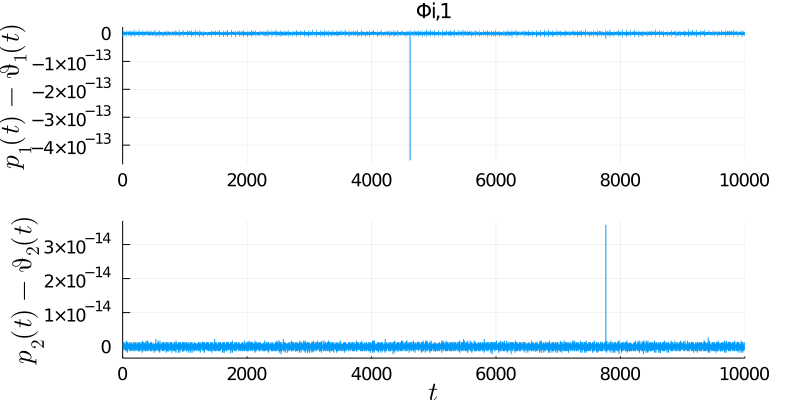 Φi,1
p₁(t) − ϑ₁(t)
0
−1×10⁻¹³
−2×10⁻¹³
−3×10⁻¹³
−4×10⁻¹³
0 2000 4000 6000 8000 10000
p₂(t) − ϑ₂(t)
3×10⁻¹⁴
2×10⁻¹⁴
1×10⁻¹⁴
0
0 2000 4000 6000 8000 10000
t